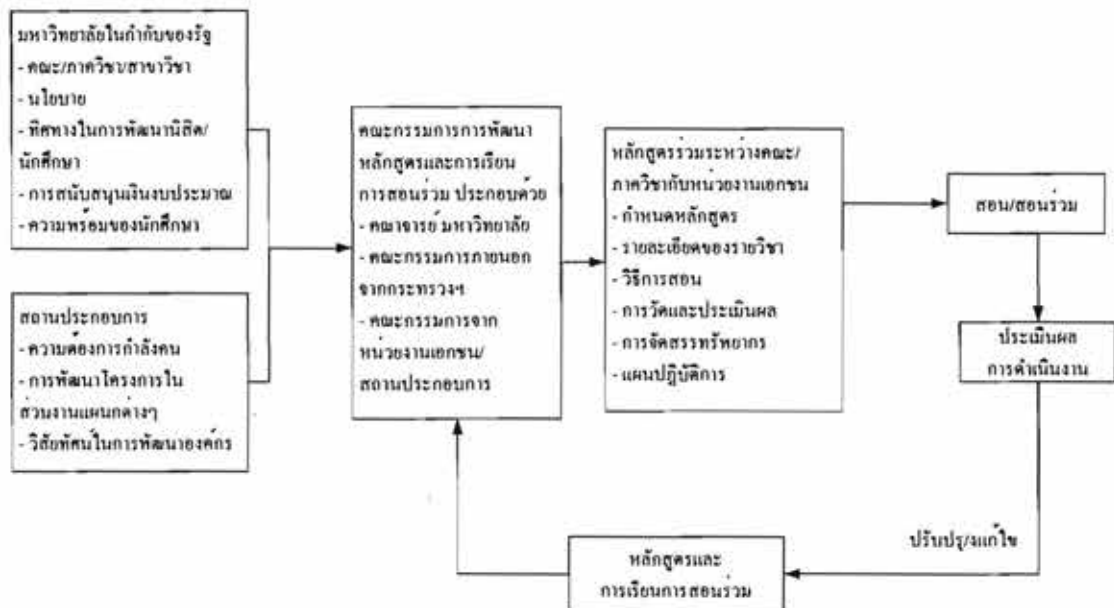 มหาวิทยาลัยในกำกับของรัฐ
- คณะ/ภาควิชา/สาขาวิชา
- นโยบาย
- ทิศทางในการพัฒนานิสิต/
นักศึกษา
- การสนับสนุนเงินงบประมาณ
- ความพร้อมของนักศึกษา
สถานประกอบการ
- ความต้องการกำลังคน
- การพัฒนาโครงการใน
ส่วนงานแผนกต่างๆ
- วิสัยทัศน์ในการพัฒนาองค์กร
คณะกรรมการการพัฒนา
หลักสูตรและการเรียน
การสอนร่วม ประกอบด้วย
- คณาจารย์ มหาวิทยาลัย
- คณะกรรมการภายนอก
จากกระทรวงฯ
- คณะกรรมการจาก
หน่วยงานเอกชน/
สถานประกอบการ
หลักสูตรร่วมระหว่างคณะ/
ภาควิชากับหน่วยงานเอกชน
- กำหนดหลักสูตร
- รายละเอียดของรายวิชา
- วิธีการสอน
- การวัดและประเมินผล
- การจัดสรรทรัพยากร
- แผนปฏิบัติการ
สอน/สอนร่วม
ประเมินผล
การดำเนินงาน
ปรับปรุ/งแก้ไข
หลักสูตรและ
การเรียนการสอนร่วม